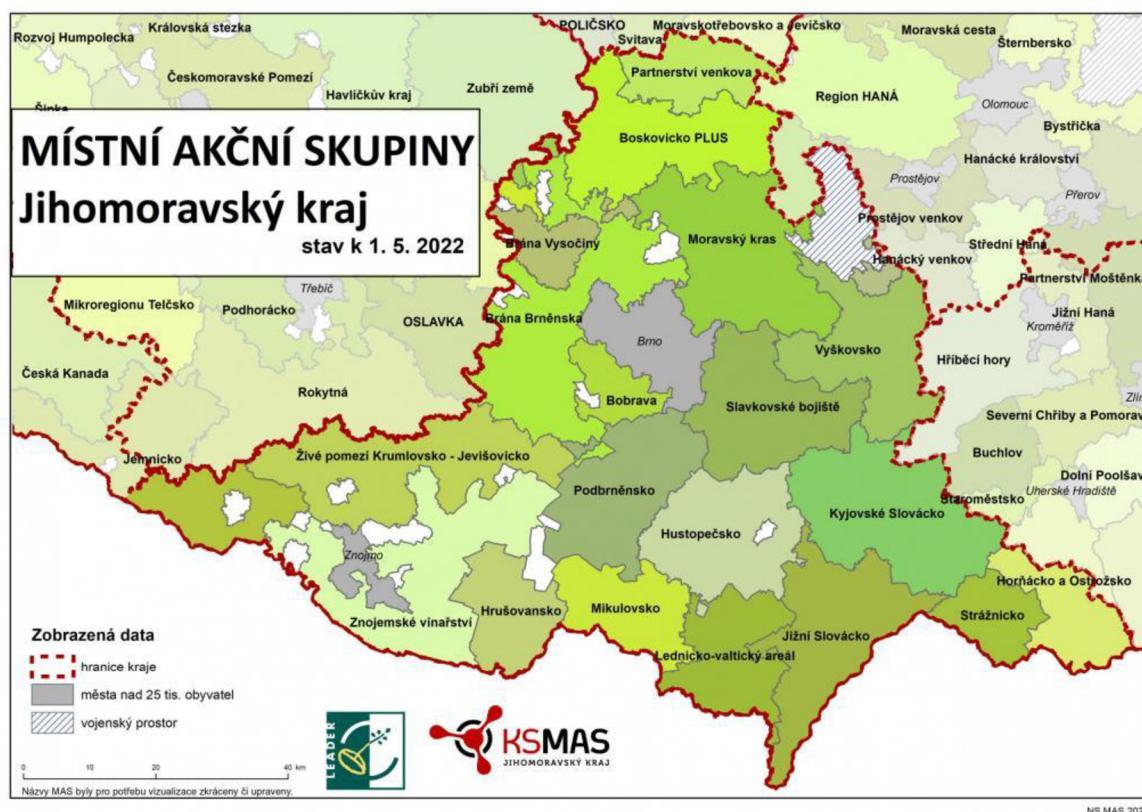 POLIČSKO
Moravskotřebovsko a Jevíčsko
Královská stezka
Svitava
Moravská cesta
Rozvoj Humpolecka
Šternbersko
Českomoravské Pomezí
Partnerství venkova
Havlíčkův kraj
Zubří země
Region HANÁ
Olomouc
MÍSTNÍ AKČNÍ SKUPINY
Jihomoravský kraj
stav k 1. 5. 2022
Bystřička
Boskovicko PLUS
Hanácké království
Prostějov
Přerov
Prostějov venkov
Brána Vysočiny
Moravský kras
Střední Haná
Hanácký venkov
Partnerství Moštěnka
Třebíč
Mikroregionu Telčsko
Podhorácko
OSLAVKA
Brána Brněnska
Jižní Haná
Kroměříž
Brno
Vyškovsko
Hříběcí hory
Česká Kanada
Rokytná
Bobrava
Slavkovské bojiště
Severní Chřiby a Pomorav
Buchlov
Jemnicko
Živé pomezí Krumlovsko - Jevišovicko
Podbrněnsko
Dolní Poolšav
Uherské Hradiště
Staroměstsko
Kyjovské Slovácko
Hustopečsko
Znojmo
Horňácko a Ostrožsko
Hrušovansko
Mikulovsko
Strážnicko
Znojemské vinařství
Jižní Slovácko
Lednicko-valtický areál
Zobrazená data
hranice kraje
města nad 25 tis. obyvatel
vojenský prostor
LEADER
KSMAS
JIHOMORAVSKÝ KRAJ
0 10 20 40 km
Názvy MAS byly pro potřebu vizualizace zkráceny či upraveny.